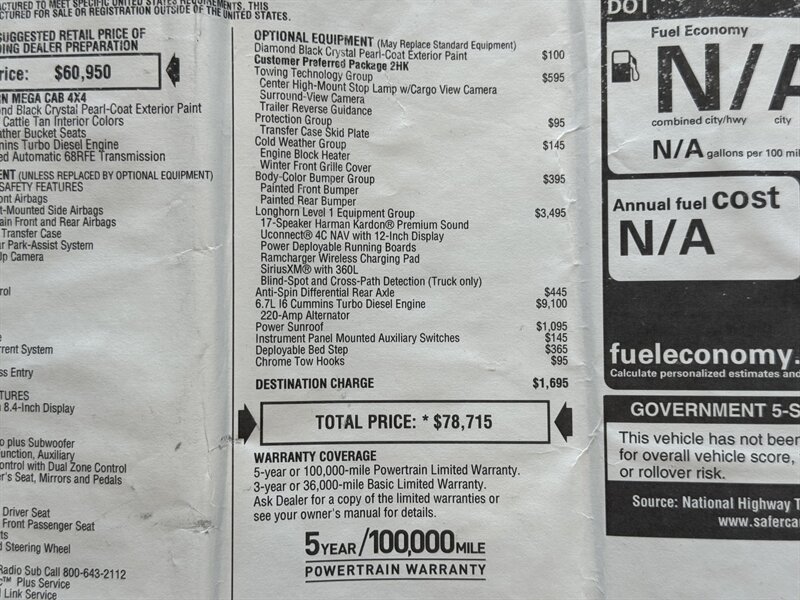 ACTURED TO MEET SPECIFIC UNITED STATES REQUIREMENTS. THIS
CTURED FOR SALE OR REGISTRATION OUTSIDE OF THE UNITED STATES.
SUGGESTED RETAIL PRICE OF
ING DEALER PREPARATION
rice: $60,950
N MEGA CAB 4X4
ond Black Crystal Pearl-Coat Exterior Paint
Cattle Tan Interior Colors
ather Bucket Seats
mins Turbo Diesel Engine
ed Automatic 68RFE Transmission
ENT (UNLESS REPLACED BY OPTIONAL EQUIPMENT)
SAFETY FEATURES
ont Airbags
t-Mounted Side Airbags
ain Front and Rear Airbags
Transfer Case
r Park-Assist System
Up Camera
rol
rrent System
ss Entry
TURES
8.4-Inch Display
o plus Subwoofer
unction, Auxiliary
ontrol with Dual Zone Control
er's Seat, Mirrors and Pedals
Driver Seat
Front Passenger Seat
ts
d Steering Wheel
Radio Sub Call 800-643-2112
c™ Plus Service
Link Service
OPTIONAL EQUIPMENT (May Replace Standard Equipment)
Diamond Black Crystal Pearl-Coat Exterior Paint $100
Customer Preferred Package 2HK
Towing Technology Group $595
Center High-Mount Stop Lamp w/Cargo View Camera
Surround-View Camera
Trailer Reverse Guidance
Protection Group $95
Transfer Case Skid Plate
Cold Weather Group $145
Engine Block Heater
Winter Front Grille Cover
Body-Color Bumper Group $395
Painted Front Bumper
Painted Rear Bumper
Longhorn Level 1 Equipment Group $3,495
17-Speaker Harman Kardon® Premium Sound
Uconnect® 4C NAV with 12-Inch Display
Power Deployable Running Boards
Ramcharger Wireless Charging Pad
SiriusXM® with 360L
Blind-Spot and Cross-Path Detection (Truck only)
Anti-Spin Differential Rear Axle $445
6.7L I6 Cummins Turbo Diesel Engine $9,100
220-Amp Alternator
Power Sunroof $1,095
Instrument Panel Mounted Auxiliary Switches $145
Deployable Bed Step $365
Chrome Tow Hooks $95
DESTINATION CHARGE $1,695
TOTAL PRICE: * $78,715
WARRANTY COVERAGE
5-year or 100,000-mile Powertrain Limited Warranty.
3-year or 36,000-mile Basic Limited Warranty.
Ask Dealer for a copy of the limited warranties or
see your owner's manual for details.
5YEAR/100,000MILE
POWERTRAIN WARRANTY
DOT
Fuel Economy
N/A
combined city/hwy city
N/A gallons per 100 mil
Annual fuel cost
N/A
fueleconomy.
Calculate personalized estimates and
GOVERNMENT 5-S
This vehicle has not been
for overall vehicle score,
or rollover risk.
Source: National Highway T
www.saferca